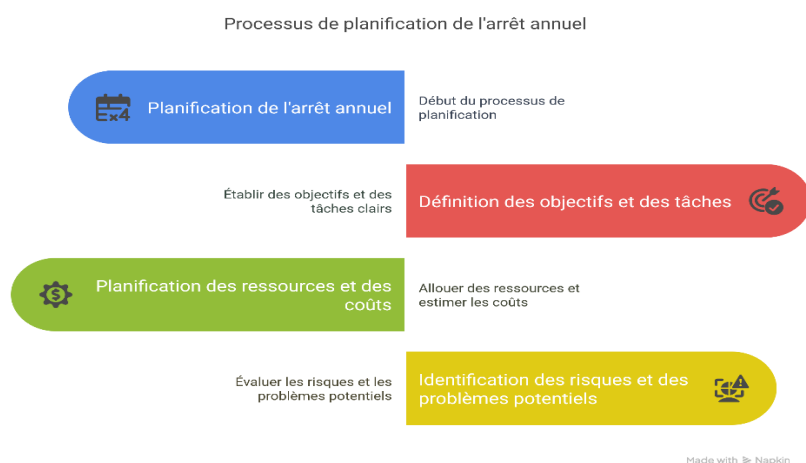 Processus de planification de l'arrêt annuel
Ex4
Planification de l'arrêt annuel
Début du processus de
planification
Établir des objectifs et des
tâches clairs
Définition des objectifs et des tâches
$
Planification des ressources et des
coûts
Allouer des ressources et
estimer les coûts
Évaluer les risques et les
problèmes potentiels
Identification des risques et des
problèmes potentiels
Made with Napkin